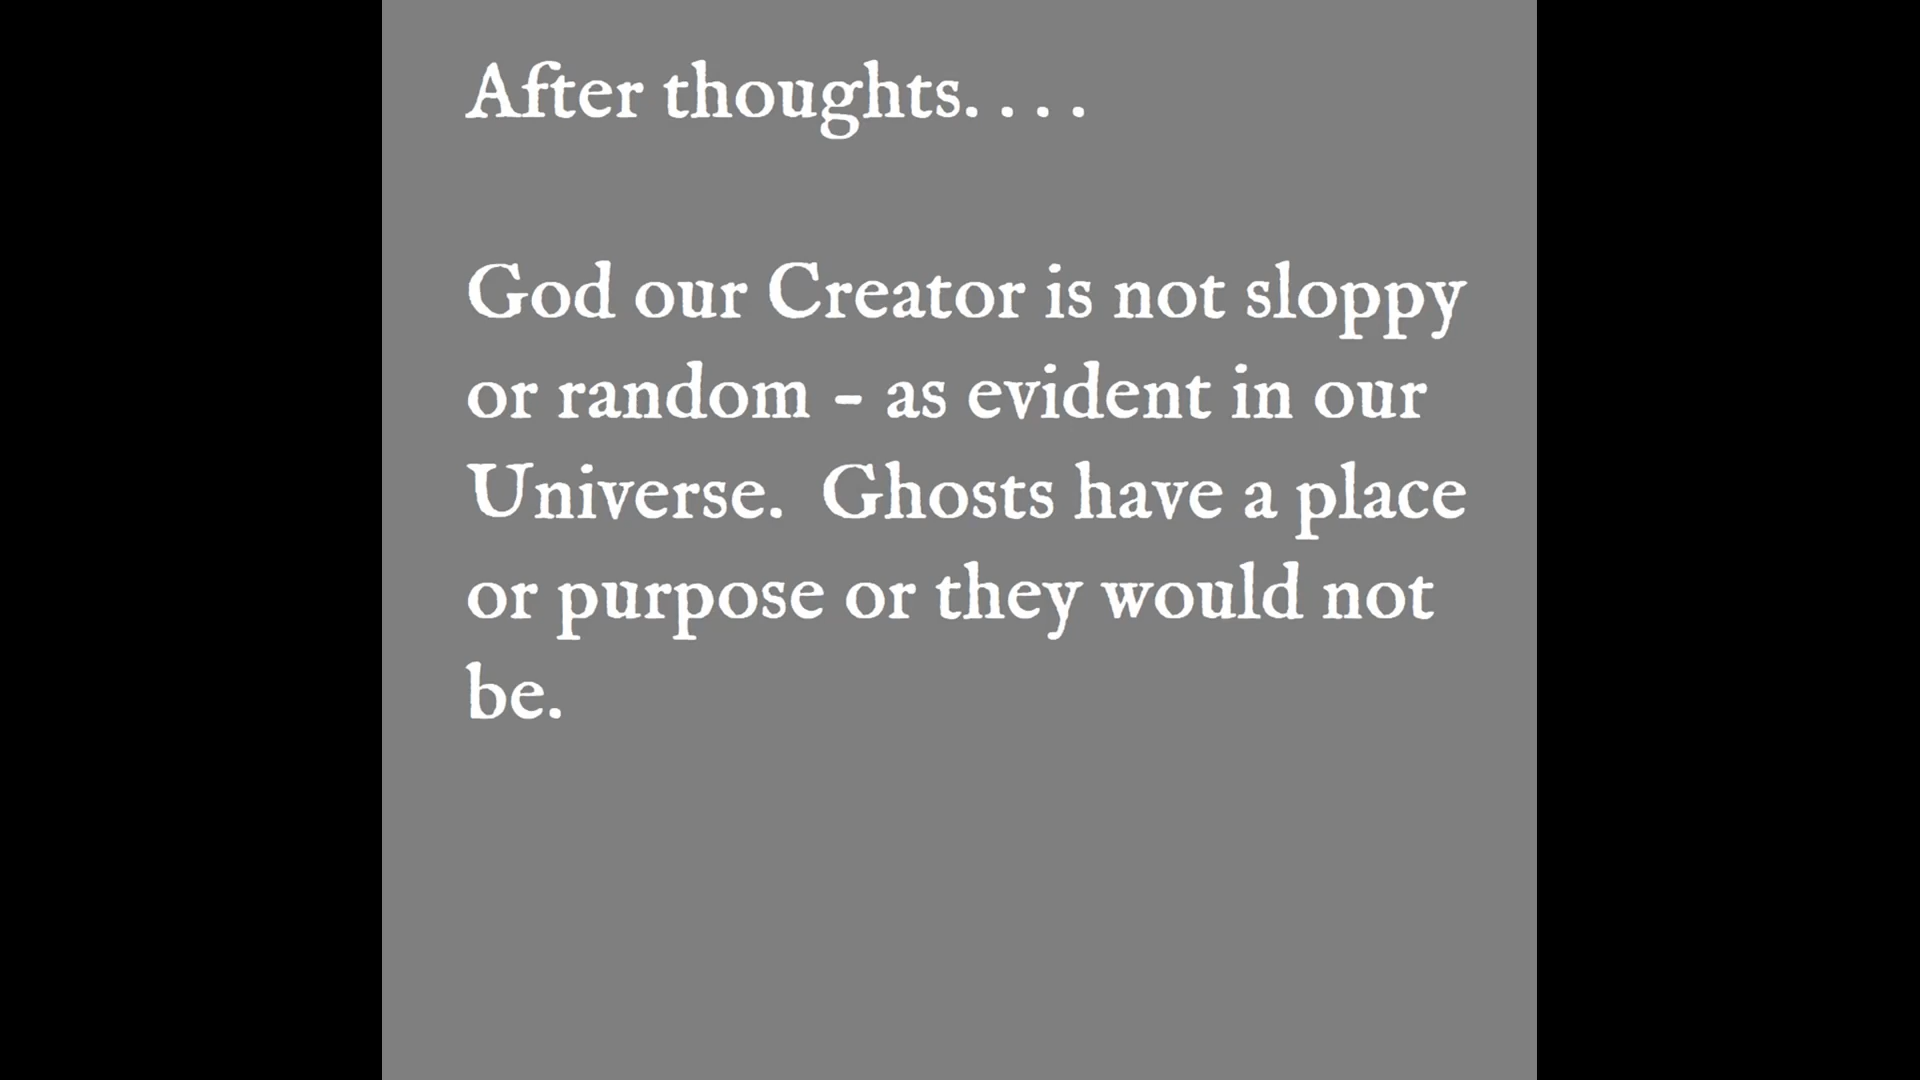 After thoughts. . . .
God our Creator is not sloppy
or random - as evident in our
Universe.  Ghosts have a place
or purpose or they would not
be.